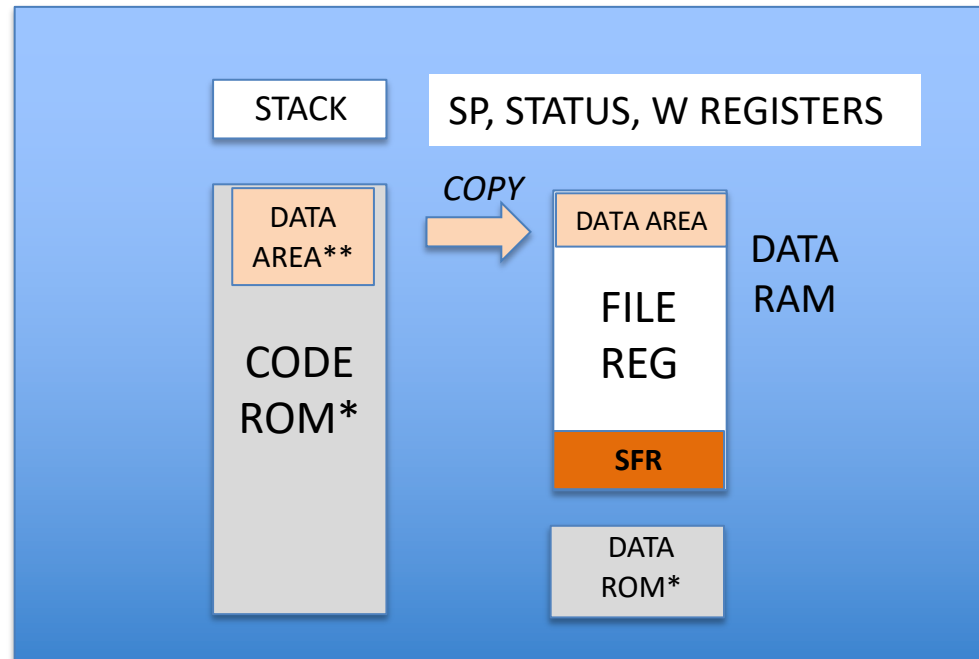 STACK
SP, STATUS, W REGISTERS
COPY
DATA
AREA**
CODE
ROM*
DATA AREA
FILE
REG
SFR
DATA
RAM
DATA
ROM*